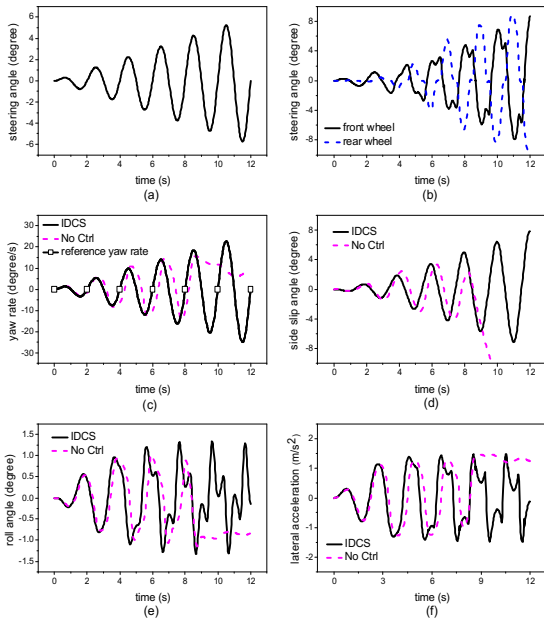 steering angle (degree)
6
4
2
0
-2
-4
-6
0 2 4 6 8 10 12
time (s)
(a)
steering angle (degree)
8
4
0
-4
-8
front wheel
rear wheel
0 2 4 6 8 10 12
time (s)
(b)
yaw rate (degree/s)
30
20
10
0
-10
-20
-30
IDCS
No Ctrl
reference yaw rate
0 2 4 6 8 10 12
time (s)
(c)
side slip angle (degree)
8
4
0
-4
-8
IDCS
No Ctrl
0 2 4 6 8 10 12
time (s)
(d)
roll angle (degree)
1.5
1.0
0.5
0.0
-0.5
-1.0
-1.5
IDCS
No Ctrl
0 2 4 6 8 10 12
time (s)
(e)
lateral acceleration (m/s²)
2
1
0
-1
-2
IDCS
No Ctrl
0 3 6 9 12
time (s)
(f)